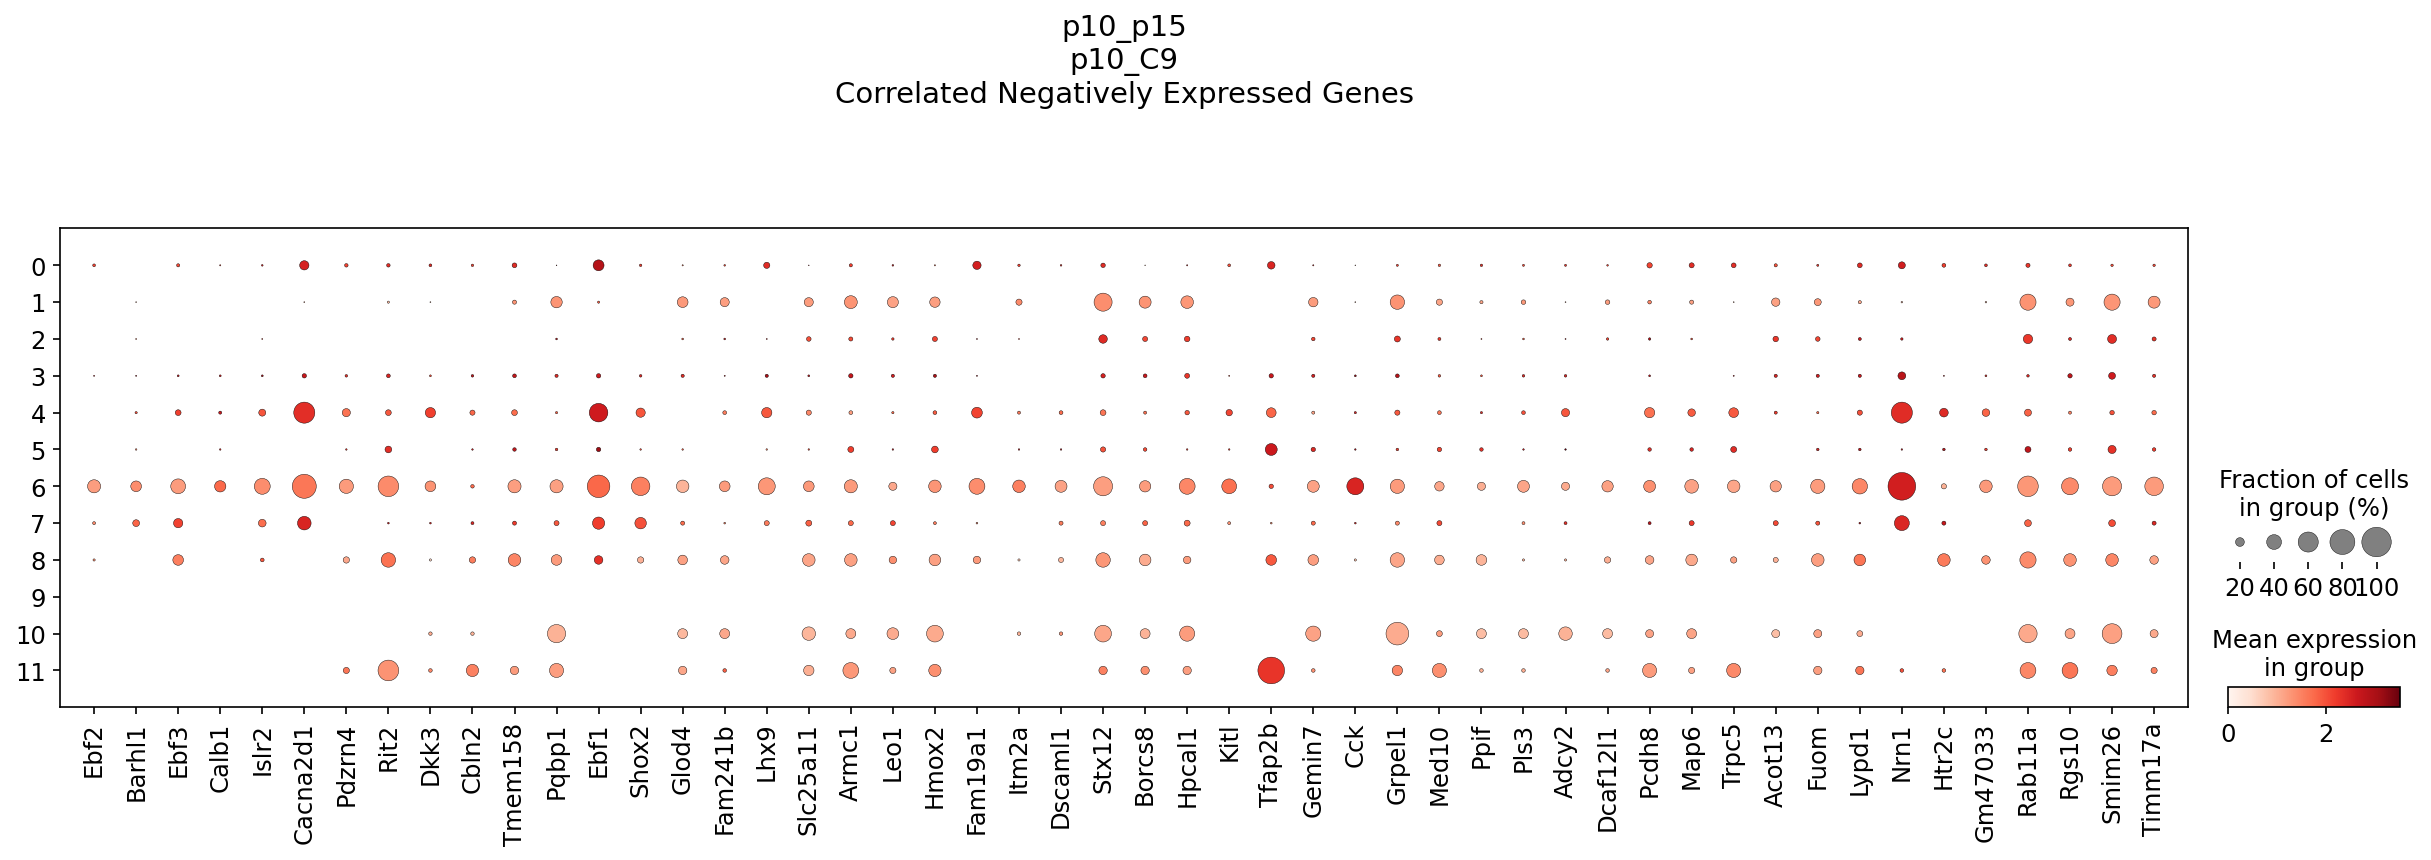 p10_p15
p10_C9
Correlated Negatively Expressed Genes
0
1
2
3
4
5
6
7
8
9
10
11
Ebf2
Barhl1
Ebf3
Calb1
Islr2
Cacna2d1
Pdzrn4
Rit2
Dkk3
Cbln2
Tmem158
Pqbp1
Ebf1
Shox2
Glod4
Fam241b
Lhx9
Slc25a11
Armc1
Leo1
Hmox2
Fam19a1
Itm2a
Dscaml1
Stx12
Borcs8
Hpcal1
Kitl
Tfap2b
Gemin7
Cck
Grpel1
Med10
Ppif
Pls3
Adcy2
Dcaf12l1
Pcdh8
Map6
Trpc5
Acot13
Fuom
Lypd1
Nrn1
Htr2c
Gm47033
Rab11a
Rgs10
Smim26
Timm17a
Fraction of cells
in group (%)
20 40 60 80 100
Mean expression
in group
0 2